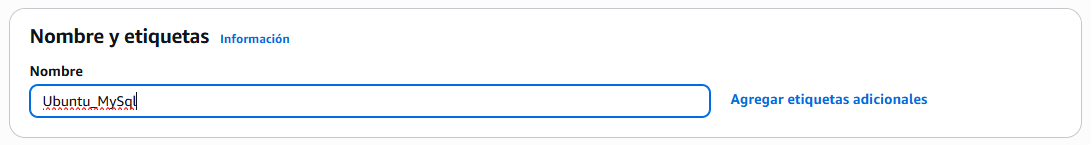 Nombre y etiquetas Información
Nombre
Ubuntu_MySql
Agregar etiquetas adicionales